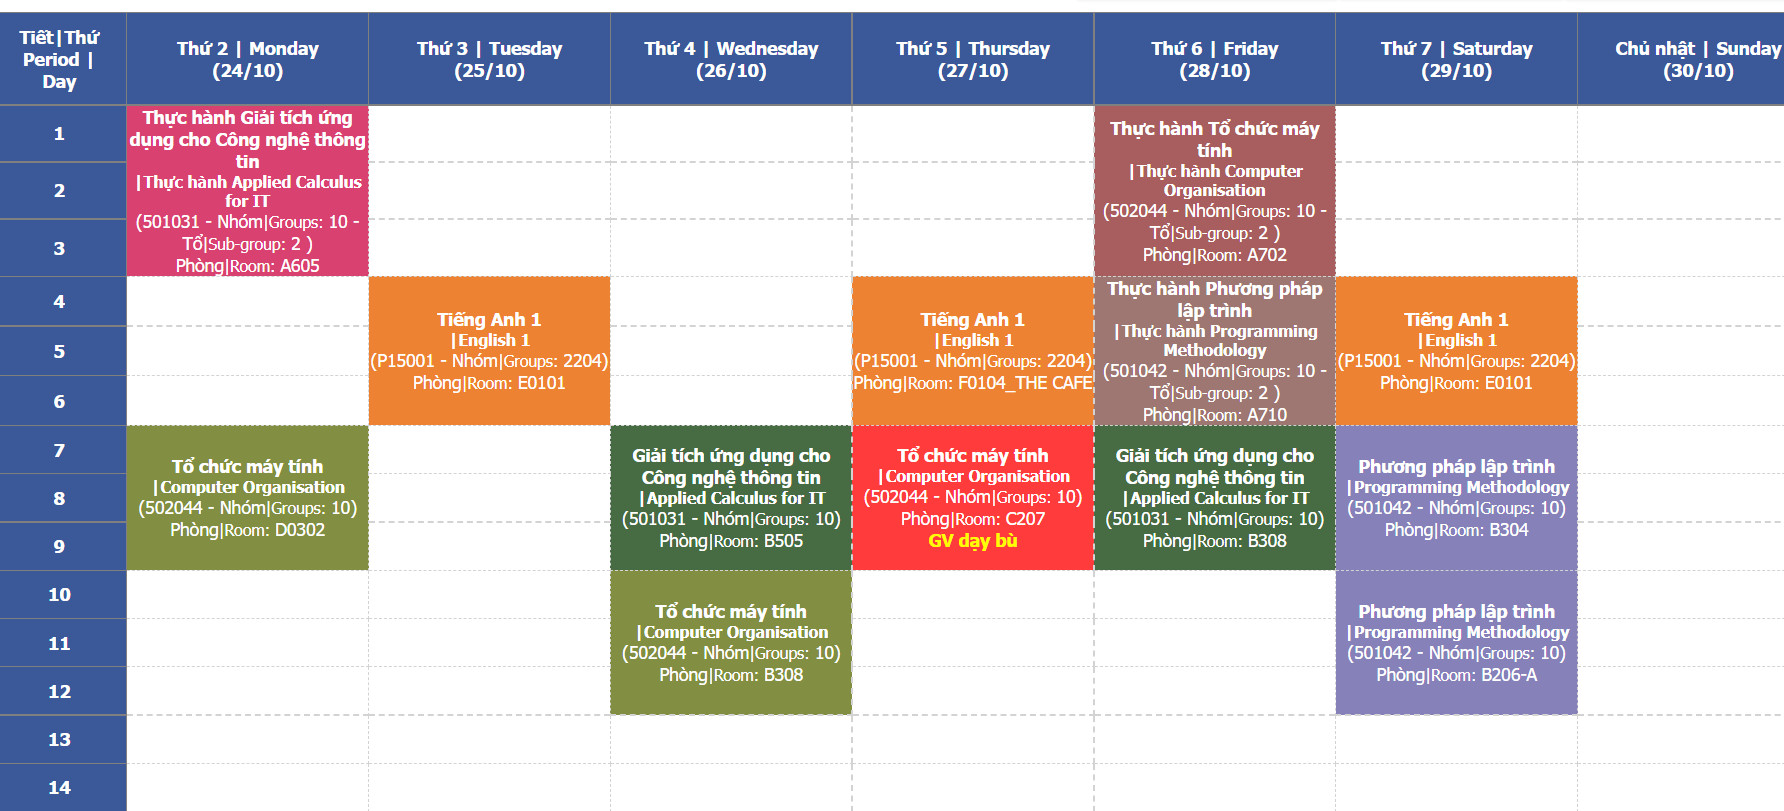 Tiết|Thứ
Period |
Day
Thứ 2 | Monday
(24/10)
Thứ 3 | Tuesday
(25/10)
Thứ 4 | Wednesday
(26/10)
Thứ 5 | Thursday
(27/10)
Thứ 6 | Friday
(28/10)
Thứ 7 | Saturday
(29/10)
Chủ nhật | Sunday
(30/10)
1
2
3
Thực hành Giải tích ứng
dụng cho Công nghệ thông
tin
|Thực hành Applied Calculus
for IT
(501031 - Nhóm|Groups: 10 -
Tổ|Sub-group: 2 )
Phòng|Room: A605
Thực hành Tổ chức máy
tính
|Thực hành Computer
Organisation
(502044 - Nhóm|Groups: 10 -
Tổ|Sub-group: 2 )
Phòng|Room: A702
4
5
6
Tiếng Anh 1
|English 1
(P15001 - Nhóm|Groups: 2204)
Phòng|Room: E0101
Tiếng Anh 1
|English 1
(P15001 - Nhóm|Groups: 2204)
Phòng|Room: F0104_THE CAFE
Thực hành Phương pháp
lập trình
|Thực hành Programming
Methodology
(501042 - Nhóm|Groups: 10 -
Tổ|Sub-group: 2 )
Phòng|Room: A710
Tiếng Anh 1
|English 1
(P15001 - Nhóm|Groups: 2204)
Phòng|Room: E0101
7
8
9
Tổ chức máy tính
|Computer Organisation
(502044 - Nhóm|Groups: 10)
Phòng|Room: D0302
Giải tích ứng dụng cho
Công nghệ thông tin
|Applied Calculus for IT
(501031 - Nhóm|Groups: 10)
Phòng|Room: B505
Tổ chức máy tính
|Computer Organisation
(502044 - Nhóm|Groups: 10)
Phòng|Room: C207
GV dạy bù
Giải tích ứng dụng cho
Công nghệ thông tin
|Applied Calculus for IT
(501031 - Nhóm|Groups: 10)
Phòng|Room: B308
Phương pháp lập trình
|Programming Methodology
(501042 - Nhóm|Groups: 10)
Phòng|Room: B304
10
11
12
Tổ chức máy tính
|Computer Organisation
(502044 - Nhóm|Groups: 10)
Phòng|Room: B308
Phương pháp lập trình
|Programming Methodology
(501042 - Nhóm|Groups: 10)
Phòng|Room: B206-A
13
14